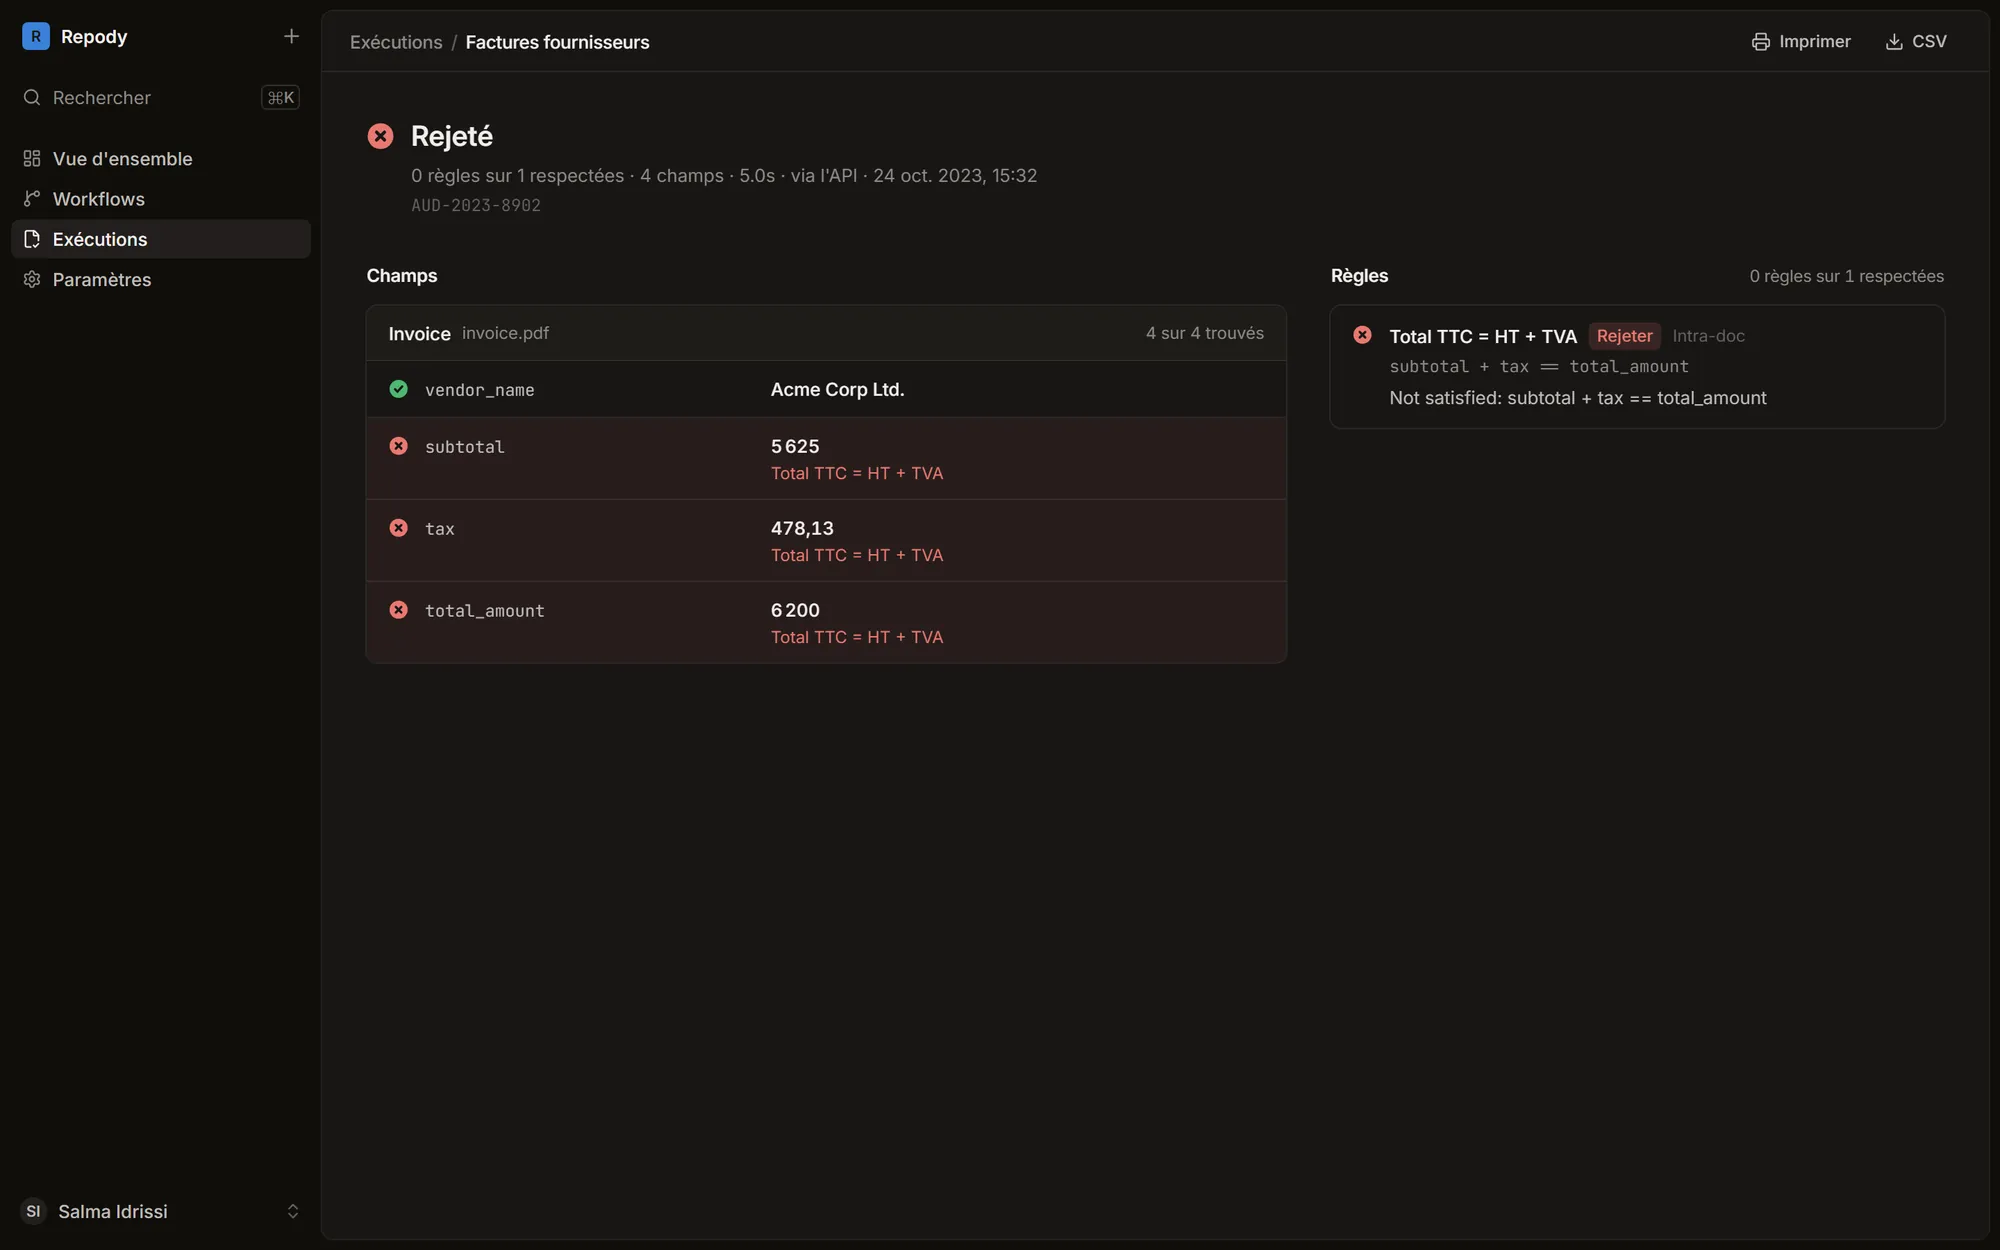 R Repody
Rechercher ⌘K
Vue d'ensemble
Workflows
Exécutions
Paramètres
SI Salma Idrissi
Exécutions / Factures fournisseurs
Imprimer CSV
Rejeté
0 règles sur 1 respectées · 4 champs · 5.0s · via l'API · 24 oct. 2023, 15:32
AUD-2023-8902
Champs
Invoice invoice.pdf 4 sur 4 trouvés
vendor_name Acme Corp Ltd.
subtotal 5 625
Total TTC = HT + TVA
tax 478,13
Total TTC = HT + TVA
total_amount 6 200
Total TTC = HT + TVA
Règles 0 règles sur 1 respectées
Total TTC = HT + TVA Rejeter Intra-doc
subtotal + tax == total_amount
Not satisfied: subtotal + tax == total_amount